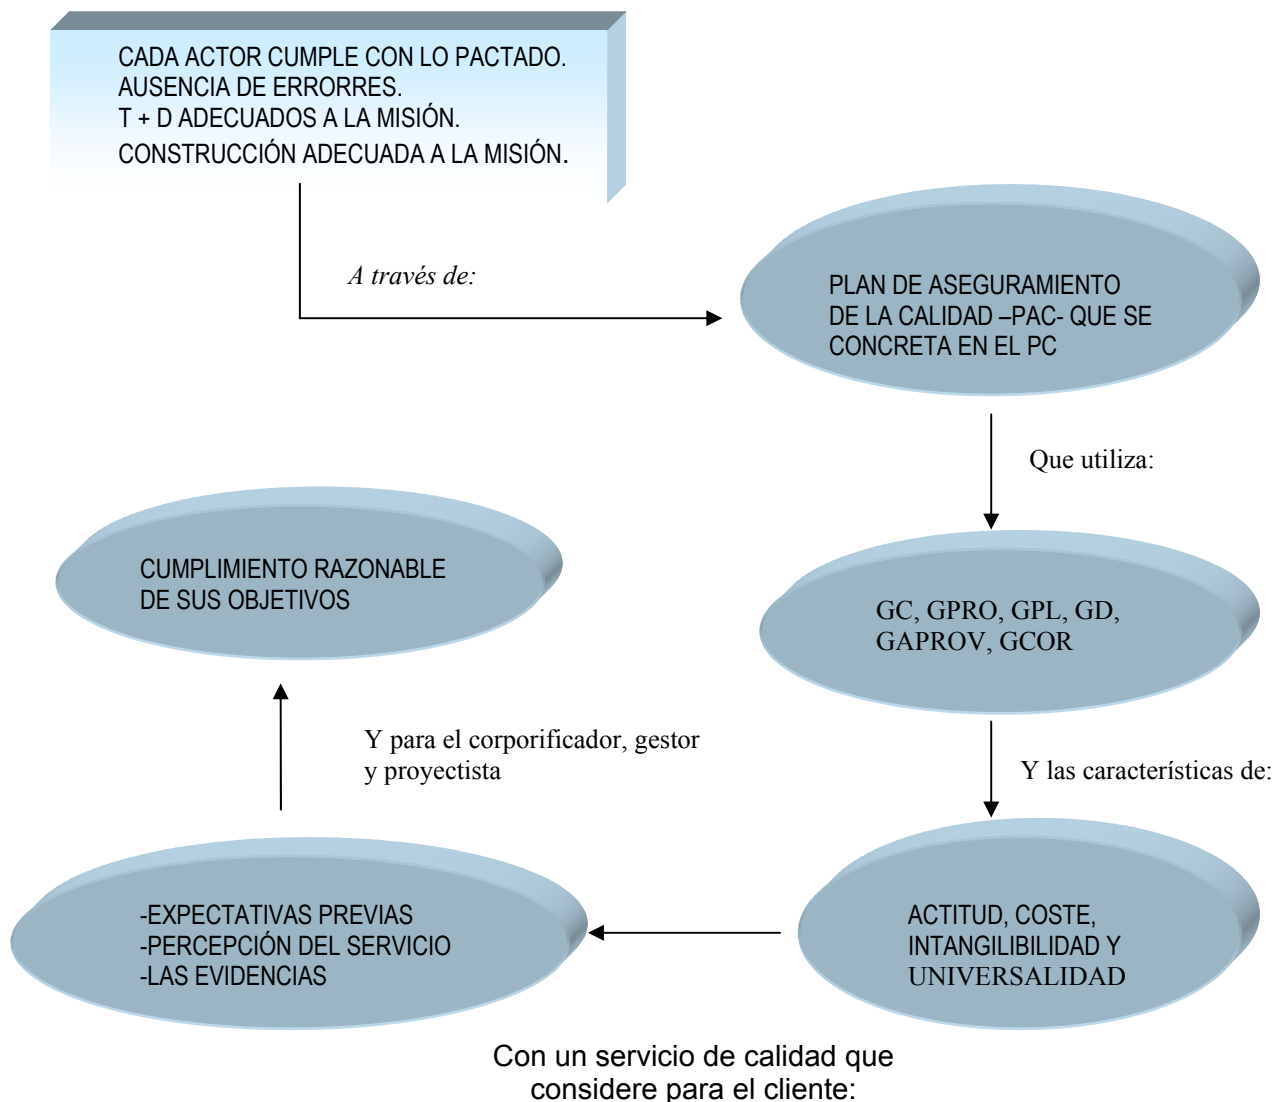 CADA ACTOR CUMPLE CON LO PACTADO.
AUSENCIA DE ERRORRES.
T + D ADECUADOS A LA MISIÓN.
CONSTRUCCIÓN ADECUADA A LA MISIÓN.
A través de:
PLAN DE ASEGURAMIENTO
DE LA CALIDAD –PAC- QUE SE
CONCRETA EN EL PC
Que utiliza:
GC, GPRO, GPL, GD,
GAPROV, GCOR
Y las características de:
ACTITUD, COSTE,
INTANGILIBILIDAD Y
UNIVERSALIDAD
Con un servicio de calidad que
considere para el cliente:
-EXPECTATIVAS PREVIAS
-PERCEPCIÓN DEL SERVICIO
-LAS EVIDENCIAS
Y para el corporificador, gestor
y proyectista
CUMPLIMIENTO RAZONABLE
DE SUS OBJETIVOS